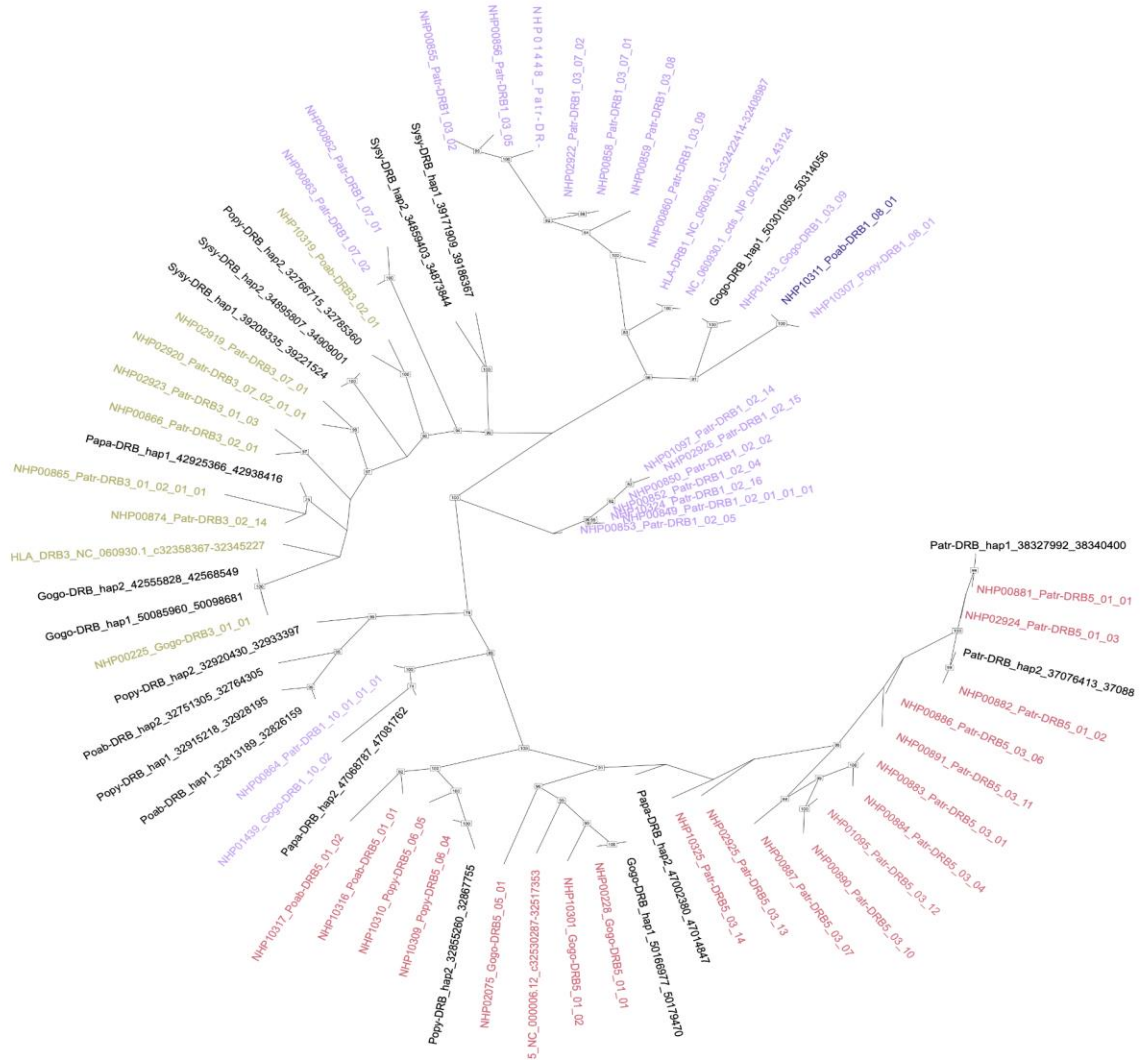 NHP00855_Patr-DRB1_03_02
NHP00856_Patr-DRB1_03_05
NHP01448_Patr-DR-
NHP02922_Patr-DRB1_03_07_02
NHP00858_Patr-DRB1_03_07_01
NHP00859_Patr-DRB1_03_08
NHP00860_Patr-DRB1_03_09
HLA-DRB1_NC_060930.1_c32422414-32408987
NC_060930.1_cds_NP_002115.2_43124
Gogo-DRB_hap1_50301059_50314056
NHP01433_Gogo-DRB1_03_09
NHP10311_Poab-DRB1_08_01
NHP10307_Popy-DRB1_08_01
NHP01097_Patr-DRB1_02_14
NHP02926_Patr-DRB1_02_15
NHP00850_Patr-DRB1_02_02
NHP00852_Patr-DRB1_02_04
NHP10324_Patr-DRB1_02_16
NHP00849_Patr-DRB1_02_01_01_01
NHP00853_Patr-DRB1_02_05
Patr-DRB_hap1_38327992_38340400
NHP00881_Patr-DRB5_01_01
NHP02924_Patr-DRB5_01_03
Patr-DRB_hap2_37076413_37088
NHP00882_Patr-DRB5_01_02
NHP00886_Patr-DRB5_03_06
NHP00891_Patr-DRB5_03_11
NHP00883_Patr-DRB5_03_01
NHP00884_Patr-DRB5_03_04
NHP01095_Patr-DRB5_03_12
NHP00890_Patr-DRB5_03_10
NHP00887_Patr-DRB5_03_07
NHP02925_Patr-DRB5_03_13
NHP10325_Patr-DRB5_03_14
Papa-DRB_hap2_47002380_47014847
Gogo-DRB_hap1_50166977_50179470
NHP00228_Gogo-DRB5_01_01
NHP10301_Gogo-DRB5_01_02
5_NC_000006.12_c32530287-32517353
NHP02075_Gogo-DRB5_05_01
Popy-DRB_hap2_32855260_32867755
NHP10309_Popy-DRB5_06_04
NHP10310_Popy-DRB5_06_05
NHP10316_Poab-DRB5_01_01
NHP10317_Poab-DRB5_01_02
Papa-DRB_hap2_47068787_47081762
NHP01439_Gogo-DRB1_10_02
NHP00864_Patr-DRB1_10_01_01_01
Poab-DRB_hap1_32813189_32826159
Popy-DRB_hap1_32915218_32928195
Poab-DRB_hap2_32751305_32764305
Popy-DRB_hap2_32920430_32933397
NHP00225_Gogo-DRB3_01_01
Gogo-DRB_hap1_50085960_50098681
Gogo-DRB_hap2_42555828_42568549
HLA_DRB3_NC_060930.1_c32358367-32345227
NHP00874_Patr-DRB3_02_14
NHP00865_Patr-DRB3_01_02_01_01
Papa-DRB_hap1_42925366_42938416
NHP00866_Patr-DRB3_02_01
NHP02923_Patr-DRB3_01_03
NHP02920_Patr-DRB3_07_02_01_01
NHP02919_Patr-DRB3_07_01
Sysy-DRB_hap1_39208335_39221524
Sysy-DRB_hap2_34895807_34909001
Popy-DRB_hap2_32766715_32785360
NHP10319_Poab-DRB3_02_01
NHP00863_Patr-DRB1_07_02
NHP00862_Patr-DRB1_07_01
Sysy-DRB_hap2_34859403_34873844
Sysy-DRB_hap1_39171909_39186367